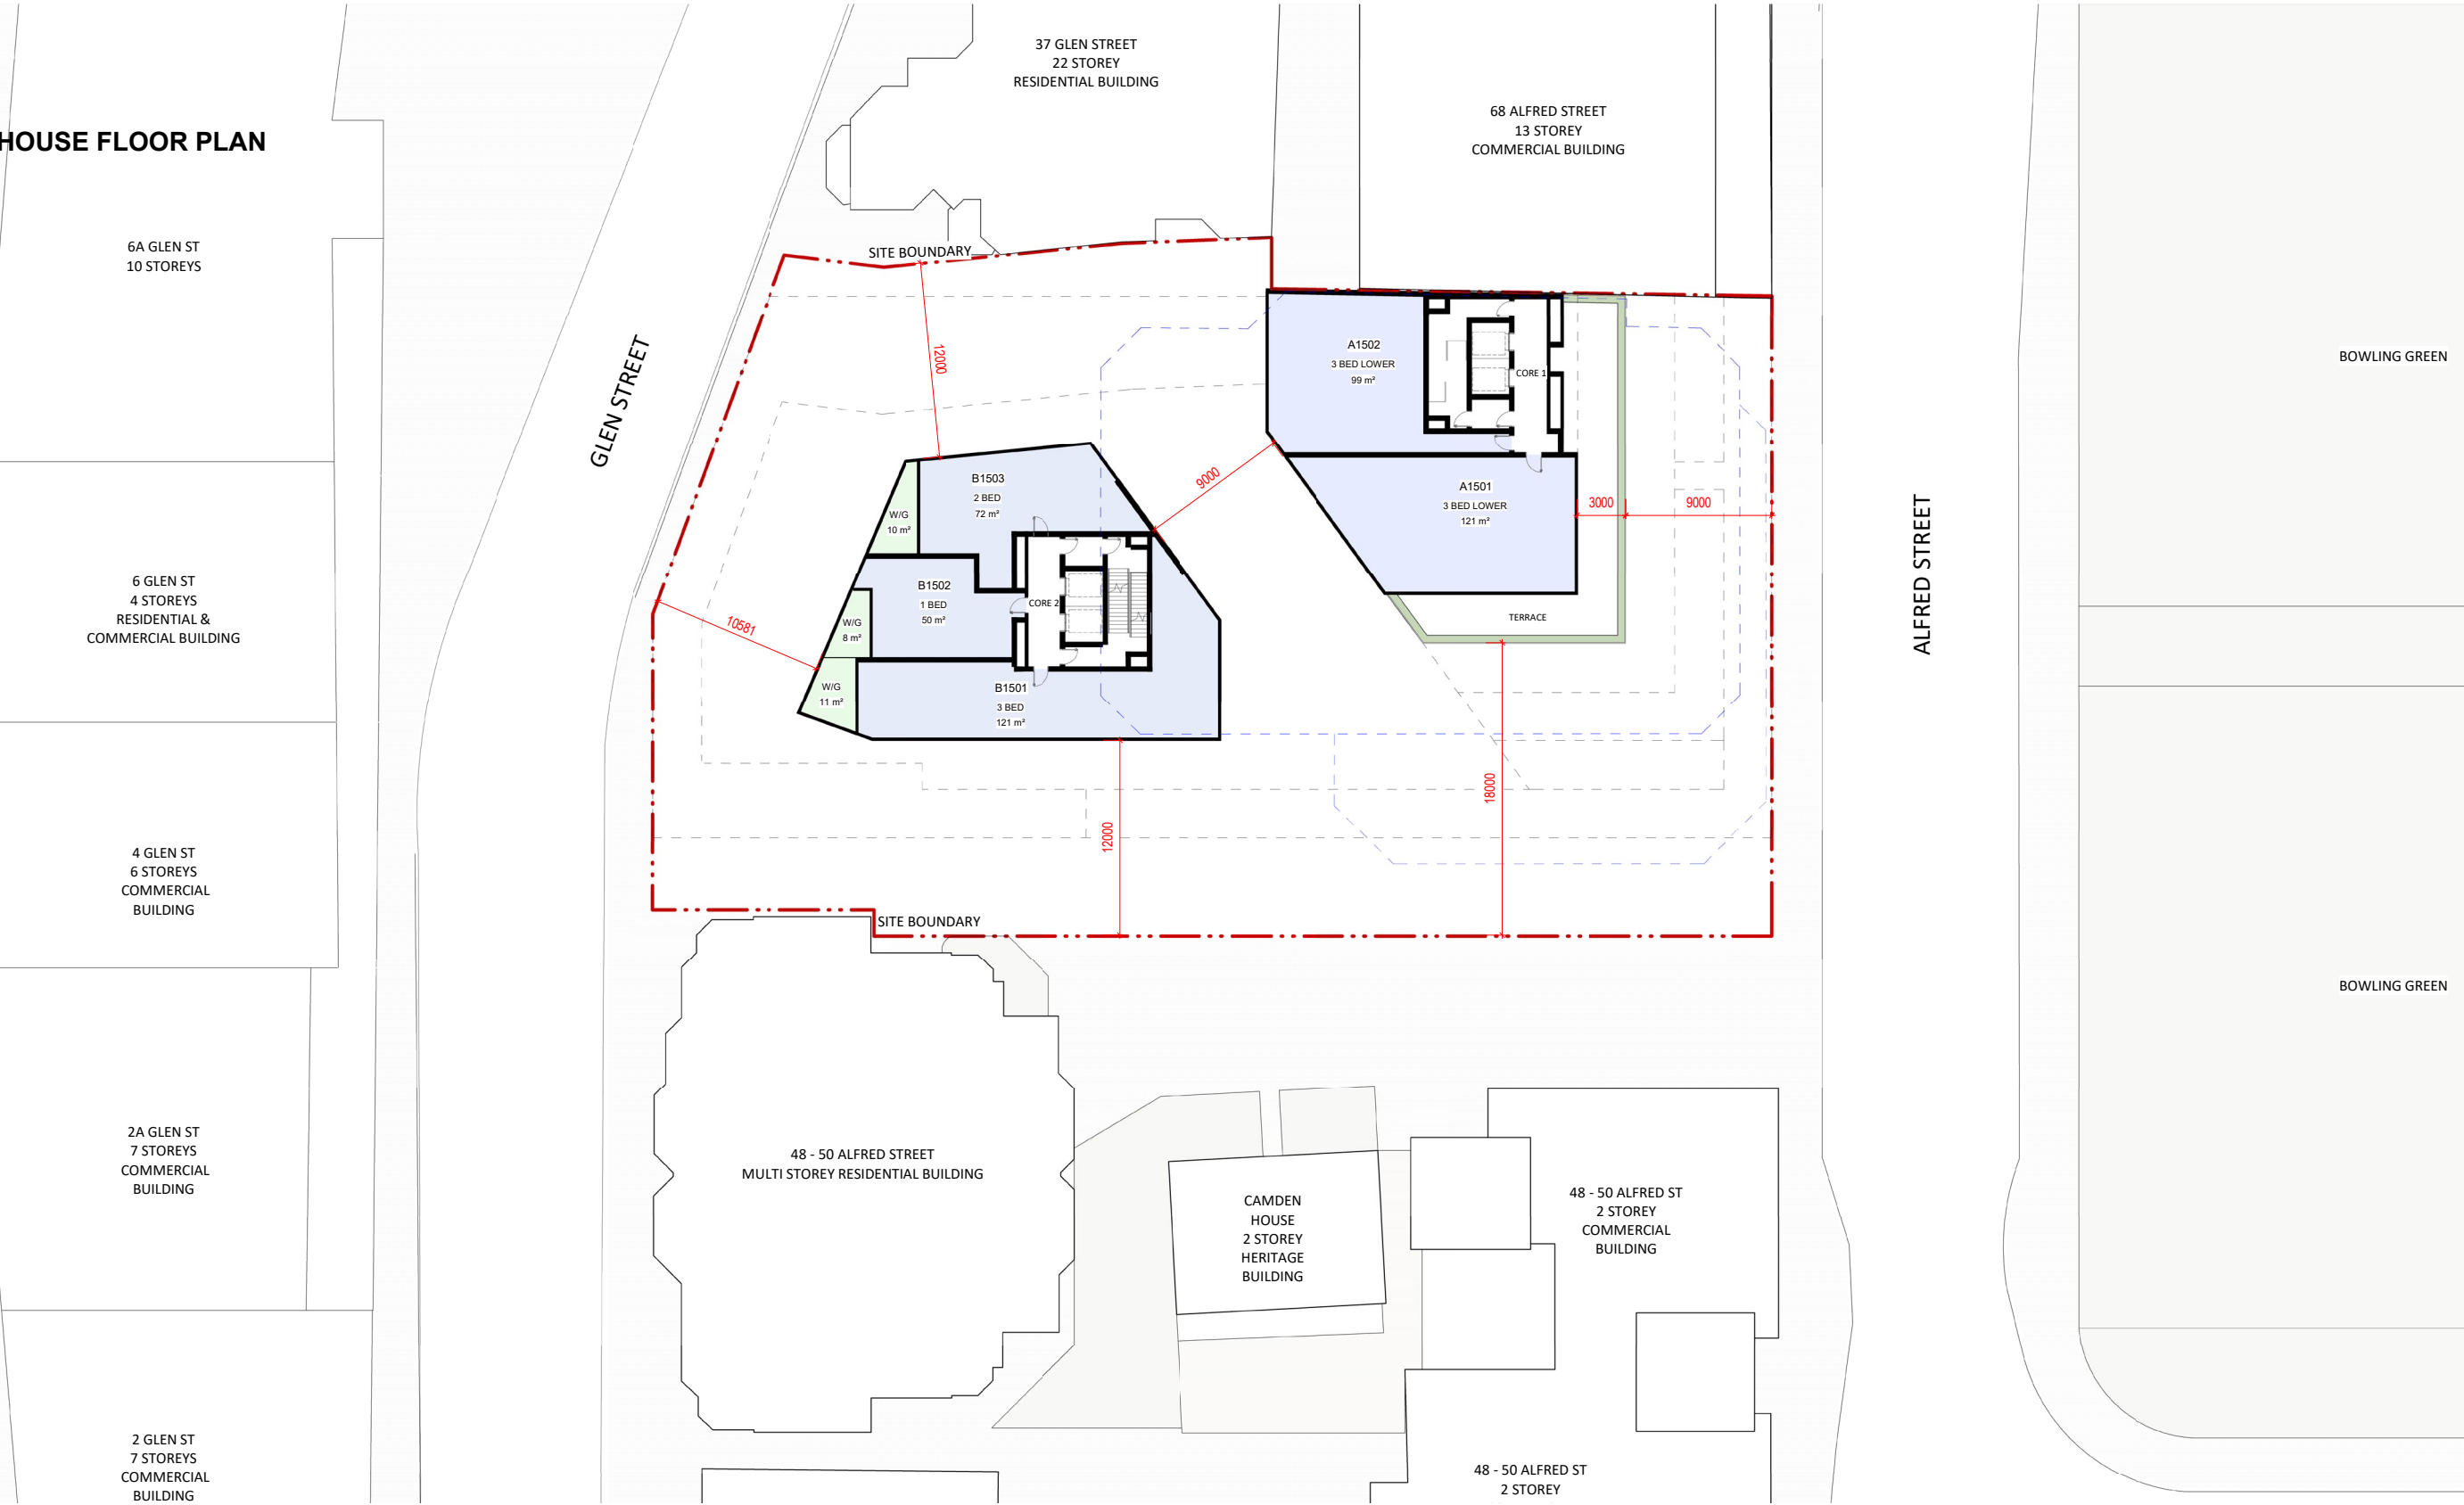 HOUSE FLOOR PLAN
6A GLEN ST
10 STOREYS
6 GLEN ST
4 STOREYS
RESIDENTIAL &
COMMERCIAL BUILDING
4 GLEN ST
6 STOREYS
COMMERCIAL
BUILDING
2A GLEN ST
7 STOREYS
COMMERCIAL
BUILDING
2 GLEN ST
7 STOREYS
COMMERCIAL
BUILDING
GLEN STREET
37 GLEN STREET
22 STOREY
RESIDENTIAL BUILDING
68 ALFRED STREET
13 STOREY
COMMERCIAL BUILDING
SITE BOUNDARY
12000
A1502
3 BED LOWER
99 m²
CORE 1
A1501
3 BED LOWER
121 m²
3000
9000
9000
TERRACE
B1503
2 BED
72 m²
W/G
10 m²
B1502
1 BED
50 m²
CORE 2
W/G
8 m²
10581
W/G
11 m²
B1501
3 BED
121 m²
12000
18000
SITE BOUNDARY
48 - 50 ALFRED STREET
MULTI STOREY RESIDENTIAL BUILDING
CAMDEN
HOUSE
2 STOREY
HERITAGE
BUILDING
48 - 50 ALFRED ST
2 STOREY
COMMERCIAL
BUILDING
48 - 50 ALFRED ST
2 STOREY
ALFRED STREET
BOWLING GREEN
BOWLING GREEN